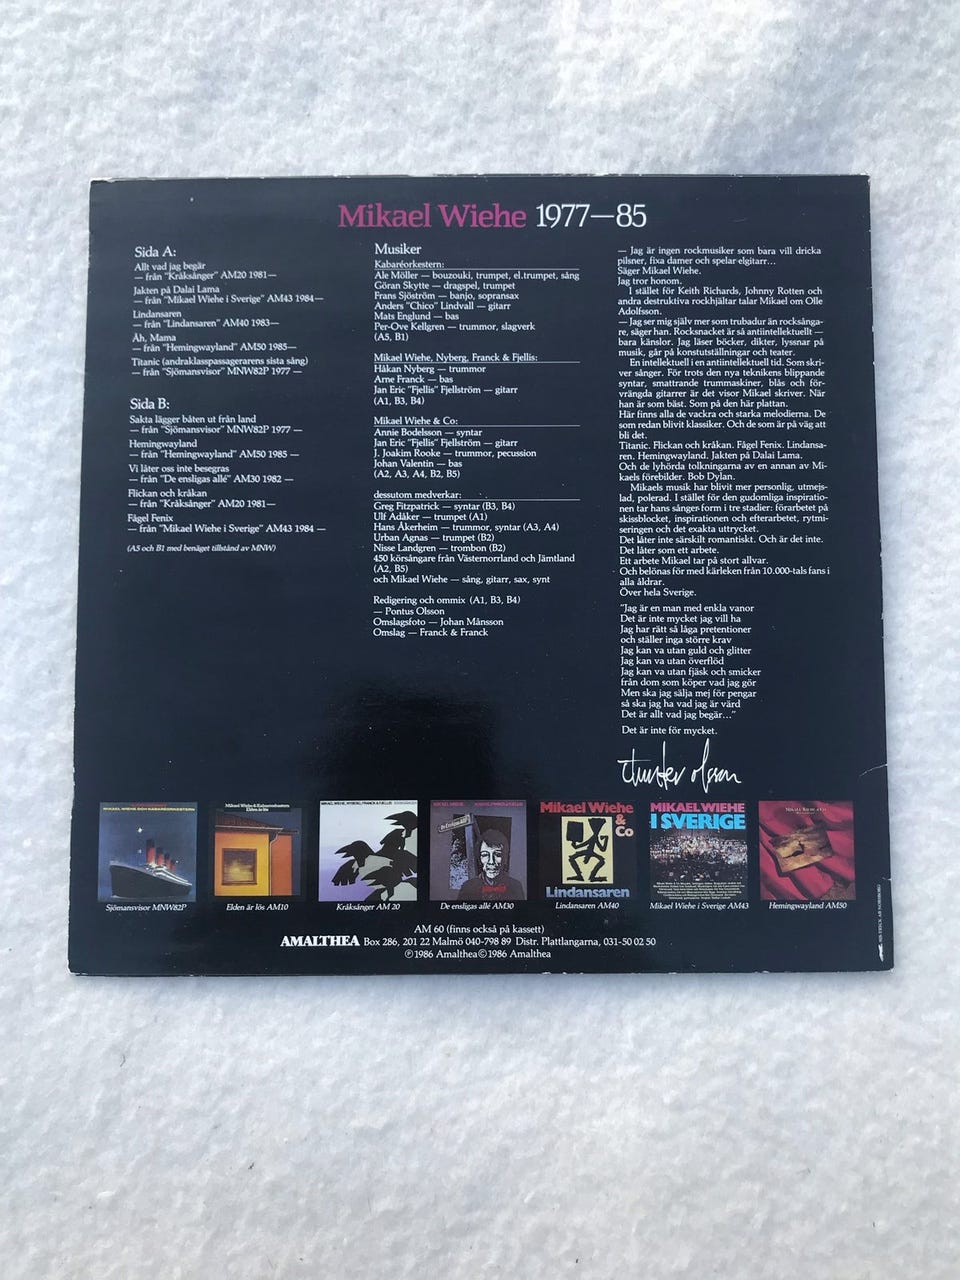 Mikael Wiehe 1977—85
Sida A:
Allt vad jag begär
— från "Kråksånger" AM20 1981—
Jakten på Dalai Lama
— från "Mikael Wiehe i Sverige" AM43 1984—
Lindansaren
— från "Lindansaren" AM40 1983—
Åh, Mama
— från "Hemingwayland" AM50 1985—
Titanic (andraklasspassagerarens sista sång)
— från "Sjömansvisor" MNW82P 1977 —
Sida B:
Sakta lägger båten ut från land
— från "Sjömansvisor" MNW82P 1977 —
Hemingwayland
— från "Hemingwayland" AM50 1985 —
Vi låter oss inte besegras
— från "De ensligas allé" AM30 1982 —
Flickan och kråkan
— från "Kråksånger" AM20 1981—
Fågel Fenix
— från "Mikael Wiehe i Sverige" AM43 1984 —
(A5 och B1 med benäget tillstånd av MNW)
Musiker
Kabaréorkestern:
Ale Möller — bouzouki, trumpet, el.trumpet, sång
Göran Skytte — dragspel, trumpet
Frans Sjöström — banjo, sopransax
Anders "Chico" Lindvall — gitarr
Mats Englund — bas
Per-Ove Kellgren — trummor, slagverk
(A5, B1)
Mikael Wiehe, Nyberg, Franck & Fjellis:
Håkan Nyberg — trummor
Arne Franck — bas
Jan Eric "Fjellis" Fjellström — gitarr
(A1, B3, B4)
Mikael Wiehe & Co:
Annie Bodelsson — syntar
Jan Eric "Fjellis" Fjellström — gitarr
J. Joakim Rooke — trummor, pecussion
Johan Valentin — bas
(A2, A3, A4, B2, B5)
dessutom medverkar:
Greg Fitzpatrick — syntar (B3, B4)
Ulf Adåker — trumpet (A1)
Hans Åkerheim — trummor, syntar (A3, A4)
Urban Agnas — trumpet (B2)
Nisse Landgren — trombon (B2)
450 körsångare från Västernorrland och Jämtland
(A2, B5)
och Mikael Wiehe — sång, gitarr, sax, synt
Redigering och ommix (A1, B3, B4)
— Pontus Olsson
Omslagsfoto — Johan Månsson
Omslag — Franck & Franck
— Jag är ingen rockmusiker som bara vill dricka
pilsner, fixa damer och spelar elgitarr...
Säger Mikael Wiehe.
Jag tror honom.
I stället för Keith Richards, Johnny Rotten och
andra destruktiva rockhjältar talar Mikael om Olle
Adolfsson.
— Jag ser mig själv mer som trubadur än rocksånga-
re, säger han. Rocksnacket är så antiintellektuellt —
bara känslor. Jag läser böcker, dikter, lyssnar på
musik, går på konstutställningar och teater.
En intellektuell i en antiintellektuell tid. Som skri-
ver sånger. För trots den nya teknikens blippande
syntar, smattrande trummaskiner, blås och för-
vrängda gitarrer är det visor Mikael skriver. När
han är som bäst. Som på den här plattan.
Här finns alla de vackra och starka melodierna. De
som redan blivit klassiker. Och de som är på väg att
bli det.
Titanic. Flickan och kråkan. Fågel Fenix. Lindansa-
ren. Hemingwayland. Jakten på Dalai Lama.
Och de lyhörda tolkningarna av en annan av Mi-
kaels förebilder. Bob Dylan.
Mikaels musik har blivit mer personlig, utmejs-
lad, polerad. I stället för den gudomliga inspiratio-
nen tar hans sånger form i tre stadier: förarbetet på
skissblocket, inspirationen och efterarbetet, rytmi-
seringen och det exakta uttrycket.
Det låter inte särskilt romantiskt. Och är det inte.
Det låter som ett arbete.
Ett arbete Mikael tar på stort allvar.
Och belönas för med kärleken från 10.000-tals fans i
alla åldrar.
Över hela Sverige.
"Jag är en man med enkla vanor
Det är inte mycket jag vill ha
Jag har rätt så låga pretentioner
och ställer inga större krav
Jag kan va utan guld och glitter
Jag kan va utan överflöd
Jag kan va utan fjäsk och smicker
från dom som köper vad jag gör
Men ska jag sälja mej för pengar
så ska jag ha vad jag är värd
Det är allt vad jag begär..."
Det är inte för mycket.
MIKAEL WIEHE OCH KABARÉORKESTERN
Mikael Wiehe & Kabaréorkestern
Elden är lös
MIKAEL WIEHE, NYBERG, FRANCK & FJELLIS
De Ensligas Allé
Mikael Wiehe
& Co
Lindansaren
MIKAEL WIEHE
I SVERIGE
Sjömansvisor MNW82P
Elden är lös AM10
Kråksånger AM 20
De ensligas allé AM30
Lindansaren AM40
Mikael Wiehe i Sverige AM43
Hemingwayland AM50
AM 60 (finns också på kassett)
AMALTHEA Box 286, 201 22 Malmö 040-798 89 Distr. Plattlangarna, 031-50 02 50
℗1986 Amalthea©1986 Amalthea